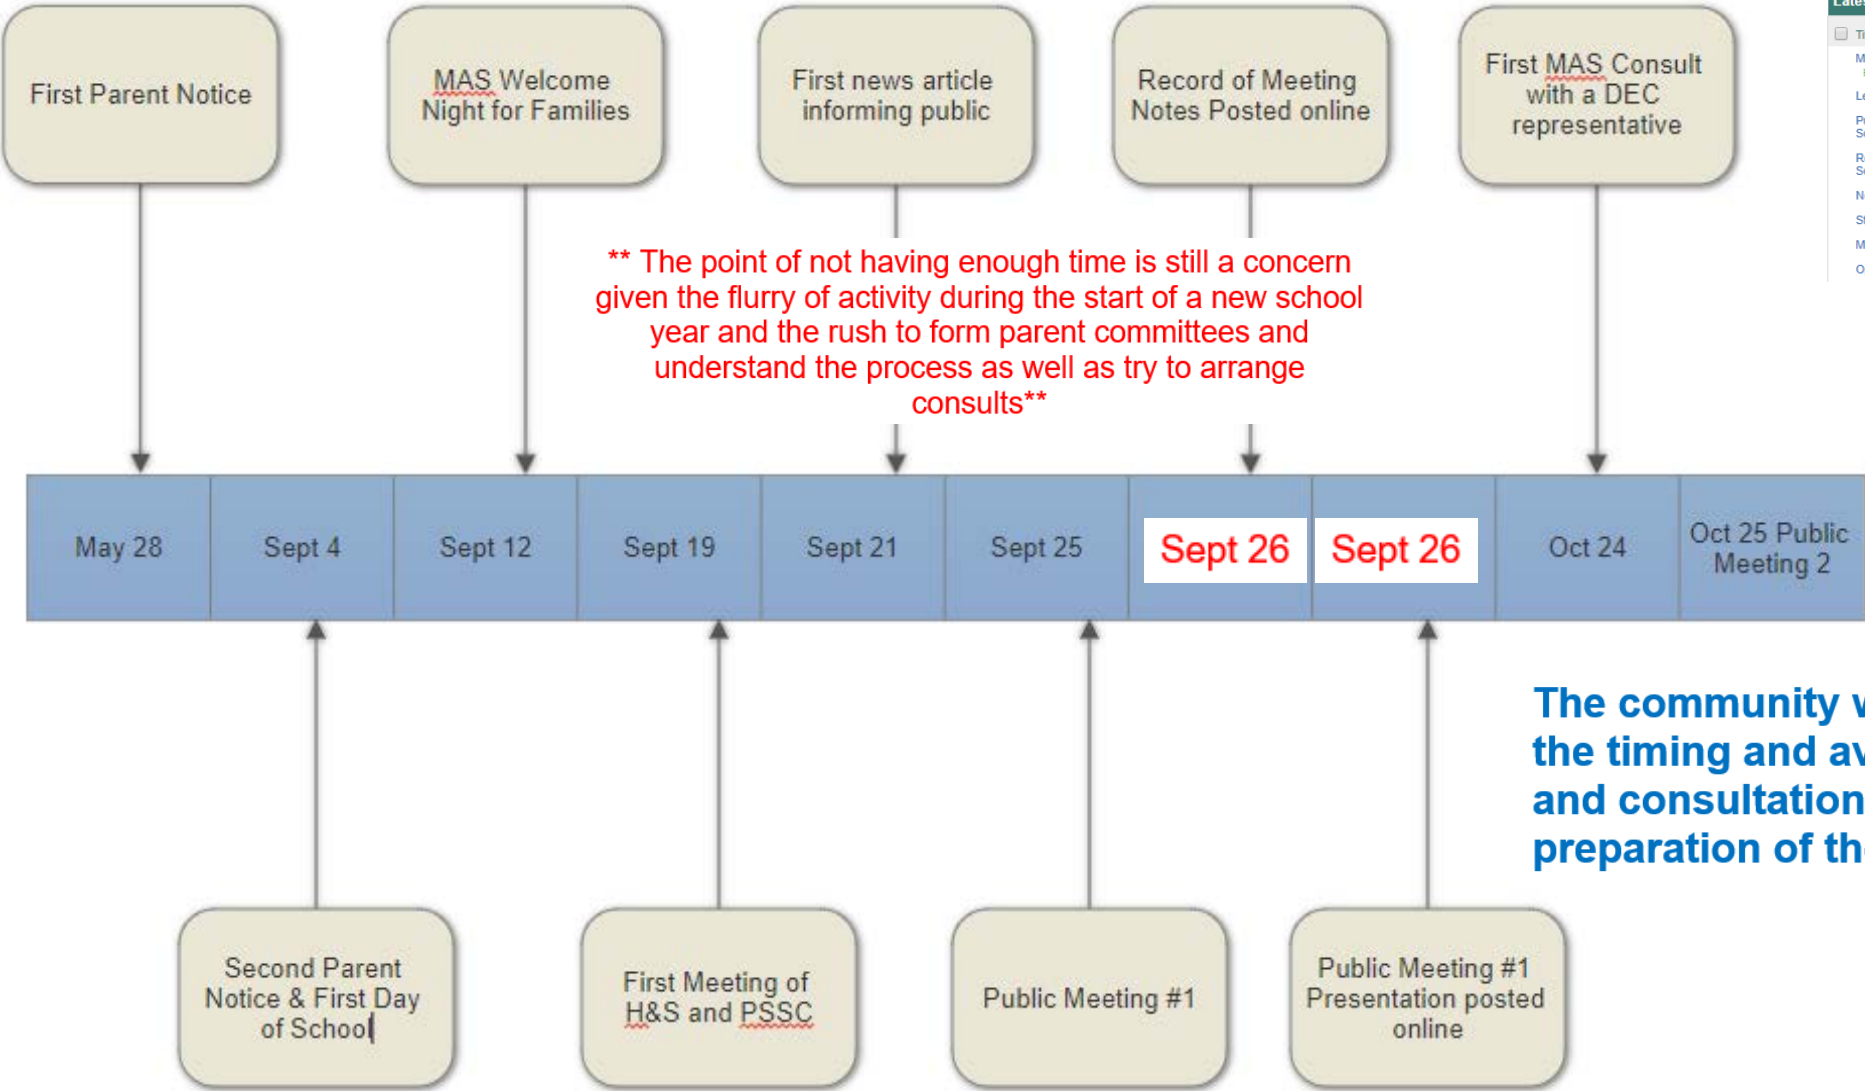 First Parent Notice
MAS Welcome
Night for Families
First news article
informing public
Record of Meeting
Notes Posted online
First MAS Consult
with a DEC
representative
** The point of not having enough time is still a concern
given the flurry of activity during the start of a new school
year and the rush to form parent committees and
understand the process as well as try to arrange
consults**
May 28
Sept 4
Sept 12
Sept 19
Sept 21
Sept 25
Sept 26
Sept 26
Oct 24
Oct 25 Public
Meeting 2
The community
the timing and
and consultation
preparation of
Second Parent
Notice & First Day
of School
First Meeting of
H&S and PSSC
Public Meeting #1
Public Meeting #1
Presentation posted
online